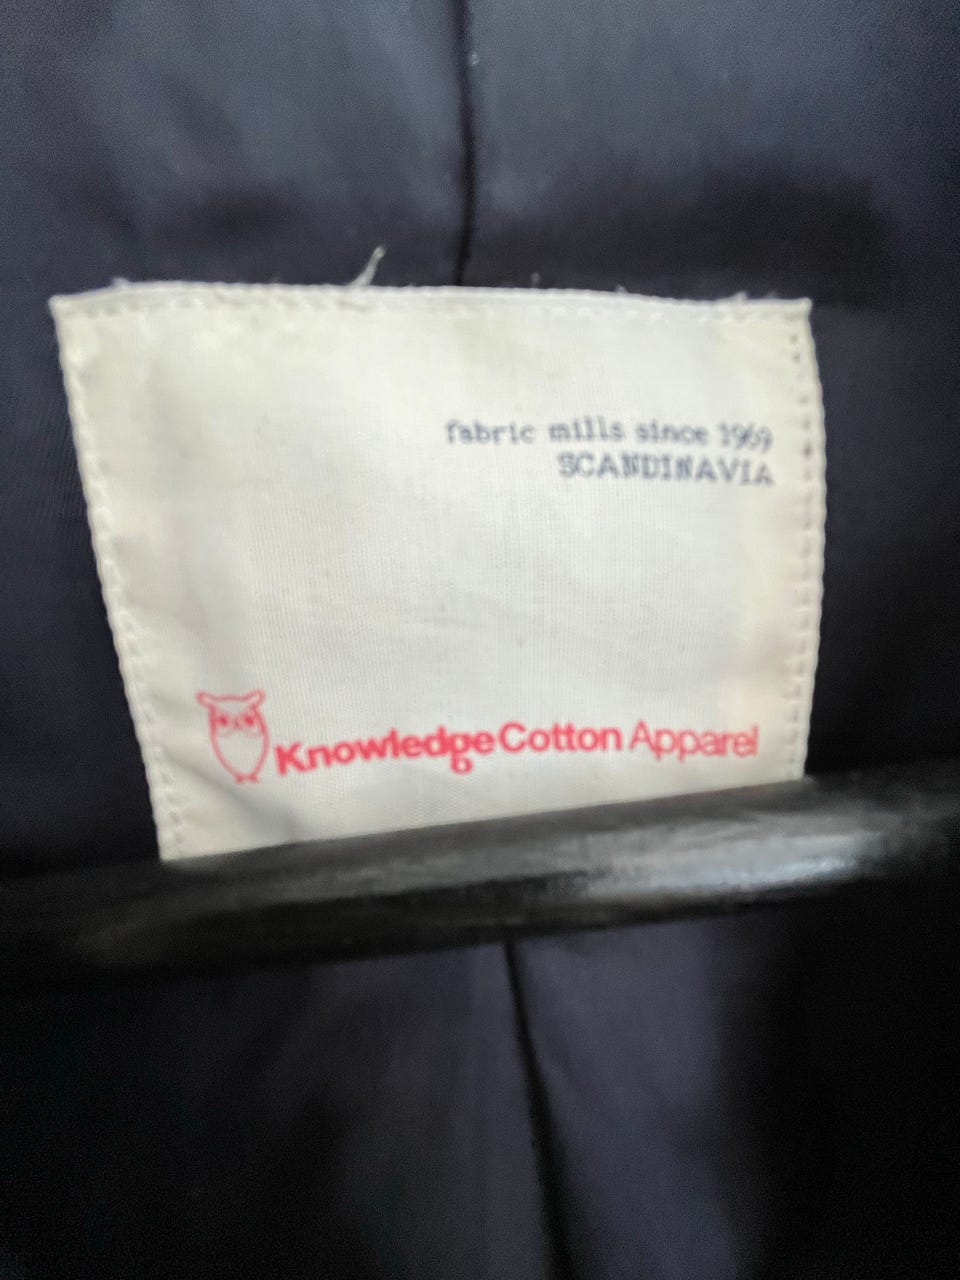 fabric mills since 1969
SCANDINAVIA
KnowledgeCotton Apparel